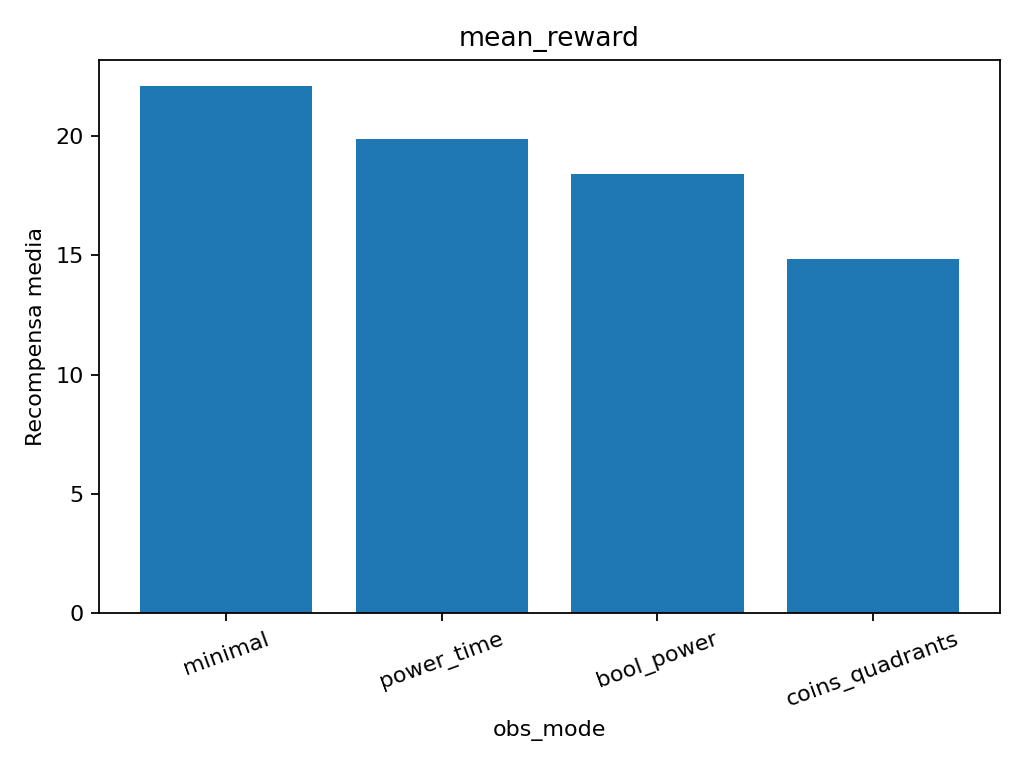 mean_reward
Recompensa media
20
15
10
5
0
minimal
power_time
bool_power
coins_quadrants
obs_mode